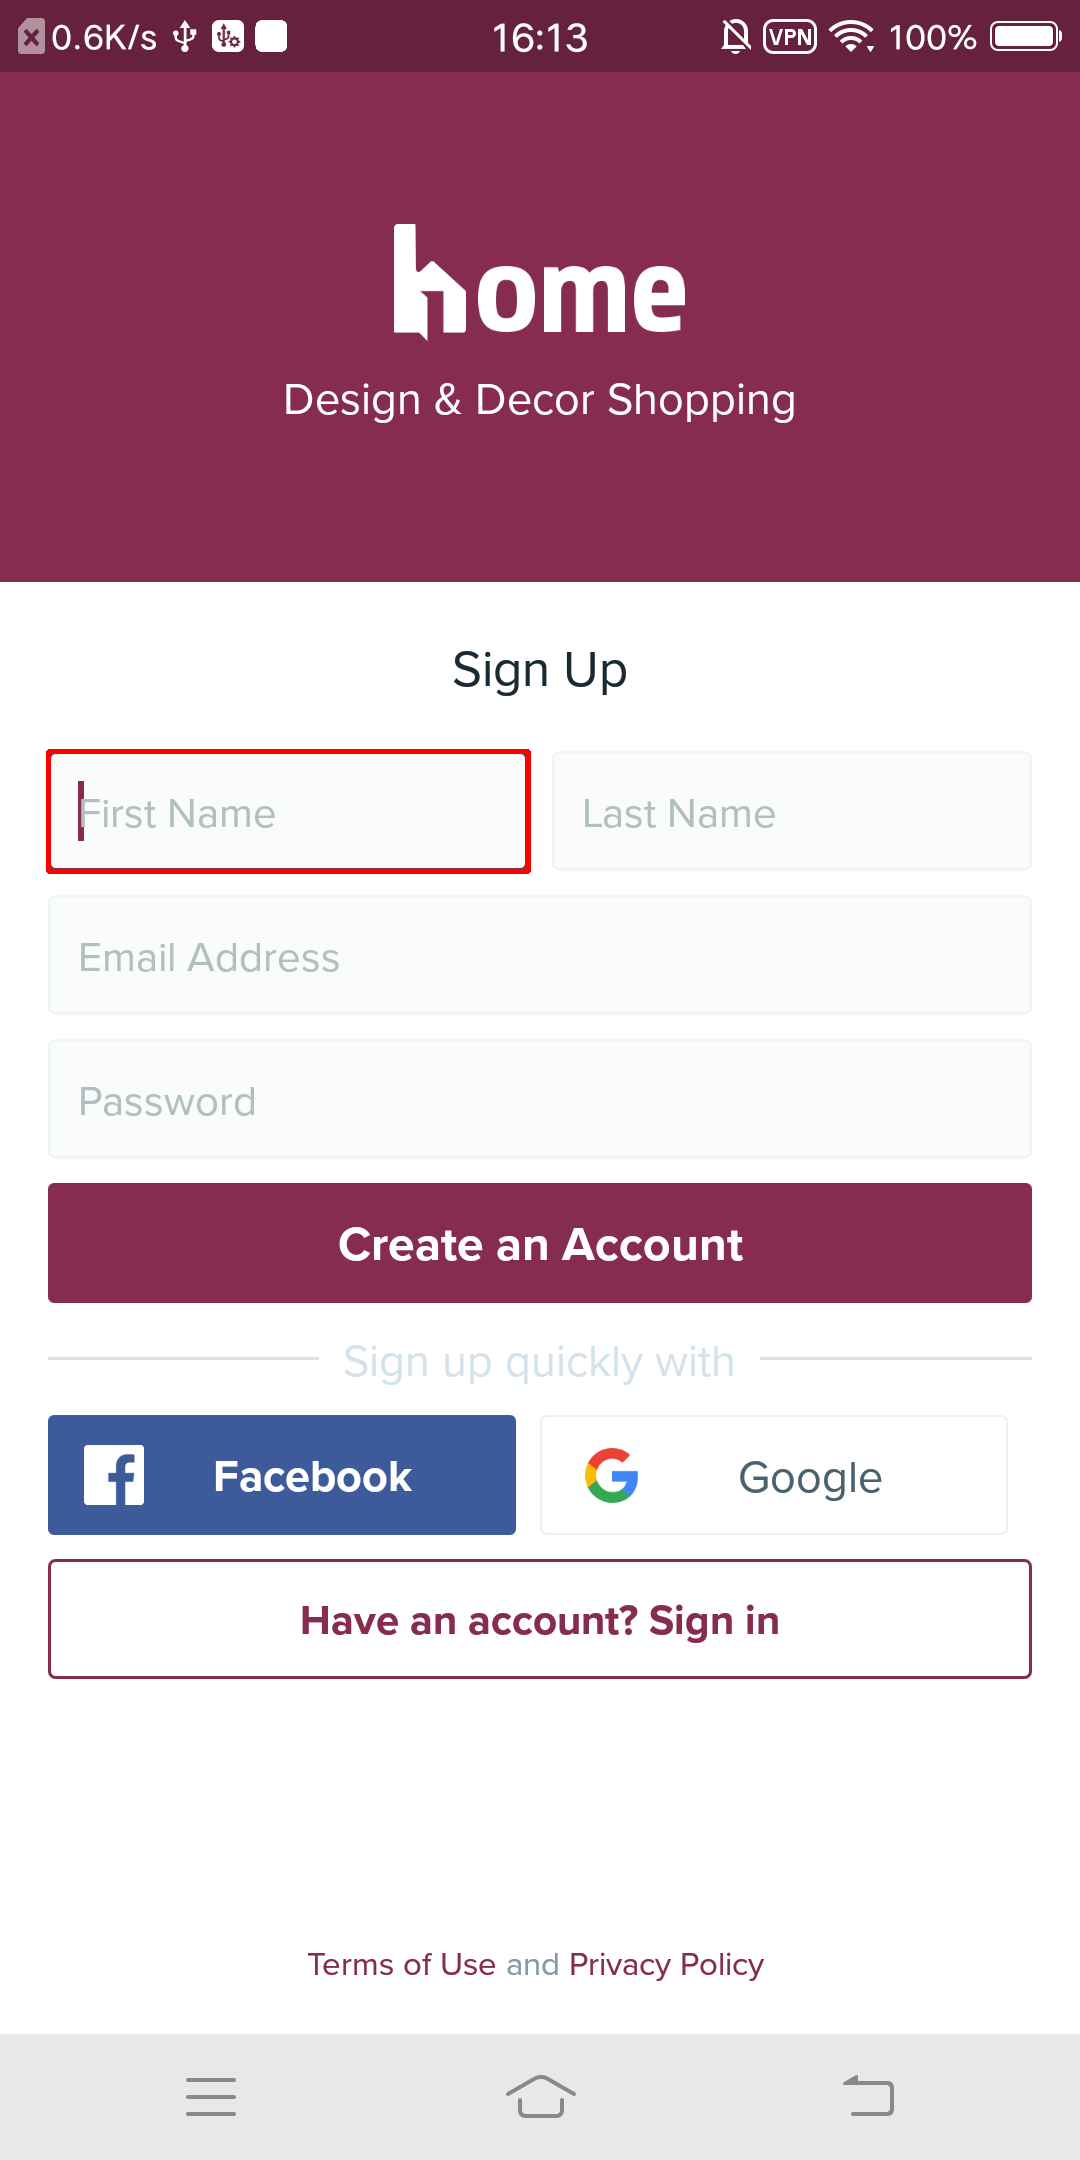 0.6K/s 16:13 VPN 100%
home
Design & Decor Shopping
Sign Up
First Name Last Name
Email Address
Password
Create an Account
Sign up quickly with
Facebook Google
Have an account? Sign in
Terms of Use and Privacy Policy